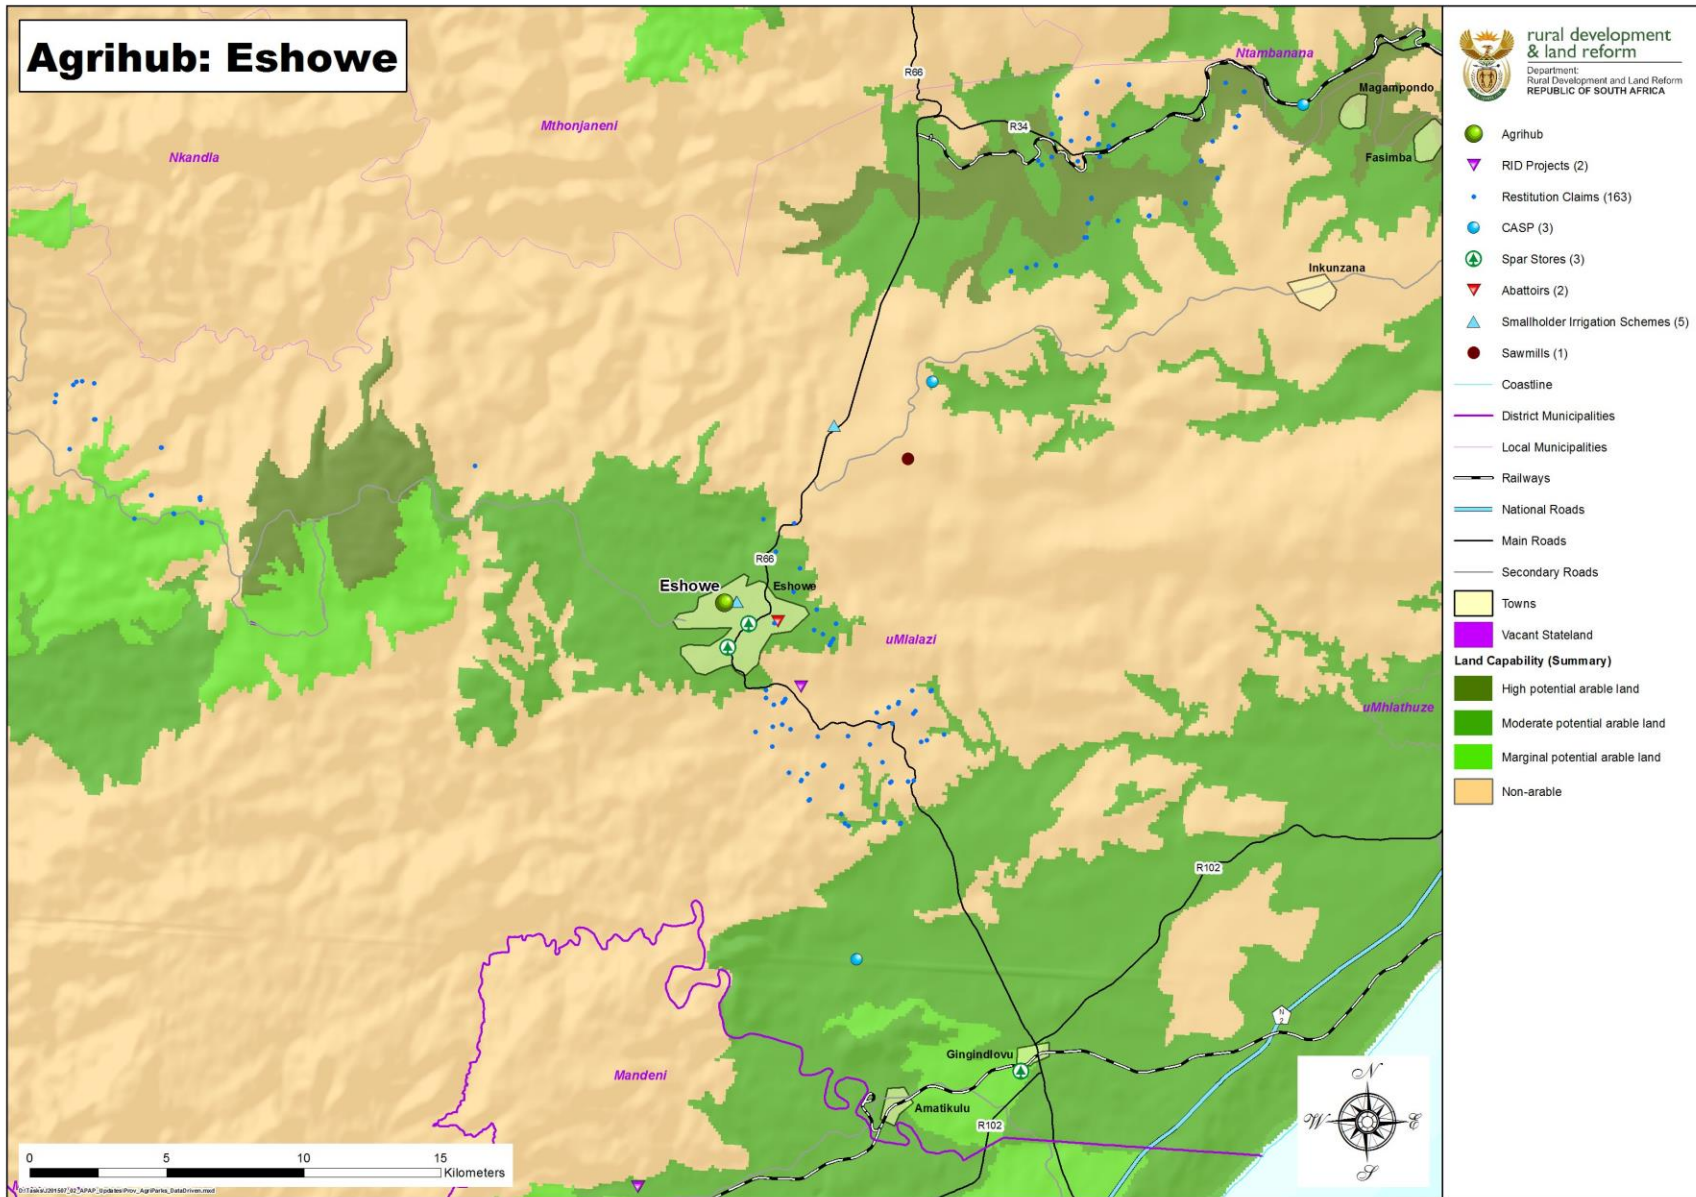 Agrihub: Eshowe
R66
Ntambanana
Magampondo
Mthonjaneni
R34
Nkandla
Fasimba
Inkunzana
R66
Eshowe
Eshowe
uMlalazi
uMhlathuze
R102
N
2
Gingindlovu
Mandeni
Amatikulu
R102
N
W
E
S
0 5 10 15
Kilometers
rural development
& land reform
Department:
Rural Development and Land Reform
REPUBLIC OF SOUTH AFRICA
Agrihub
RID Projects (2)
Restitution Claims (163)
CASP (3)
Spar Stores (3)
Abattoirs (2)
Smallholder Irrigation Schemes (5)
Sawmills (1)
Coastline
District Municipalities
Local Municipalities
Railways
National Roads
Main Roads
Secondary Roads
Towns
Vacant Stateland
Land Capability (Summary)
High potential arable land
Moderate potential arable land
Marginal potential arable land
Non-arable